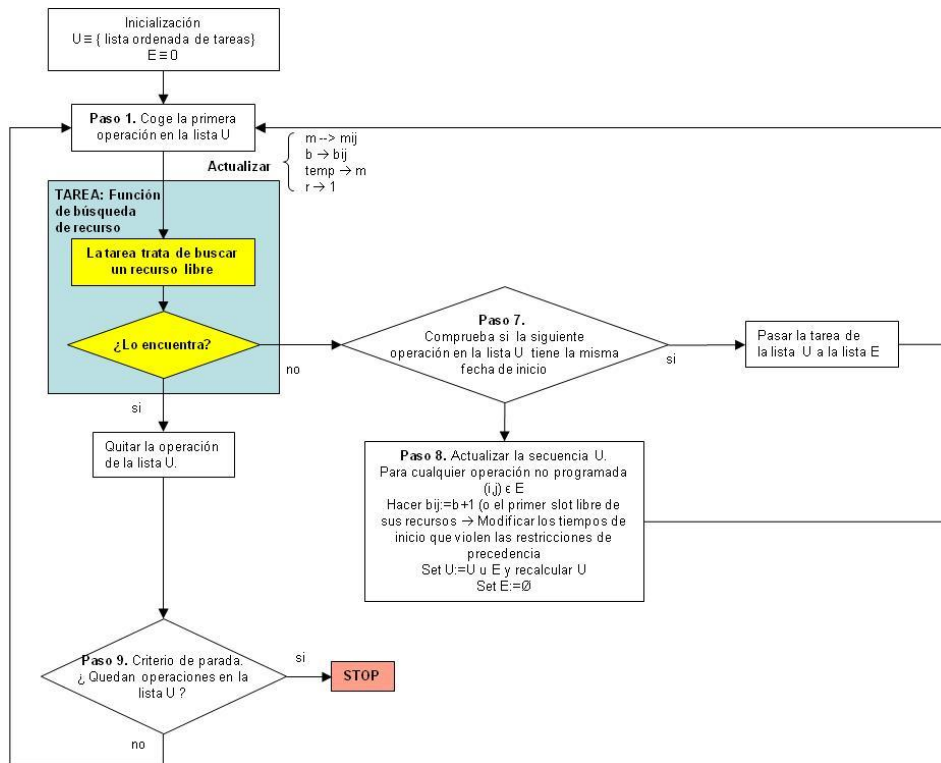 Inicialización
U ≡ { lista ordenada de tareas}
E ≡ 0
Paso 1. Coge la primera
operación en la lista U
Actualizar
m --> mij
b → bij
temp → m
r → 1
TAREA: Función
de búsqueda
de recurso
La tarea trata de buscar
un recurso libre
¿Lo encuentra?
no
si
Paso 7.
Comprueba si la siguiente
operación en la lista U tiene la misma
fecha de inicio
si
Pasar la tarea de
la lista U a la lista E
Quitar la operación
de la lista U.
Paso 8. Actualizar la secuencia U.
Para cualquier operación no programada
(i,j) ϵ E
Hacer bij:=b+1 (o el primer slot libre de
sus recursos → Modificar los tiempos de
inicio que violen las restricciones de
precedencia
Set U:=U u E y recalcular U
Set E:=Ø
Paso 9. Criterio de parada.
¿ Quedan operaciones en la
lista U ?
si
STOP
no